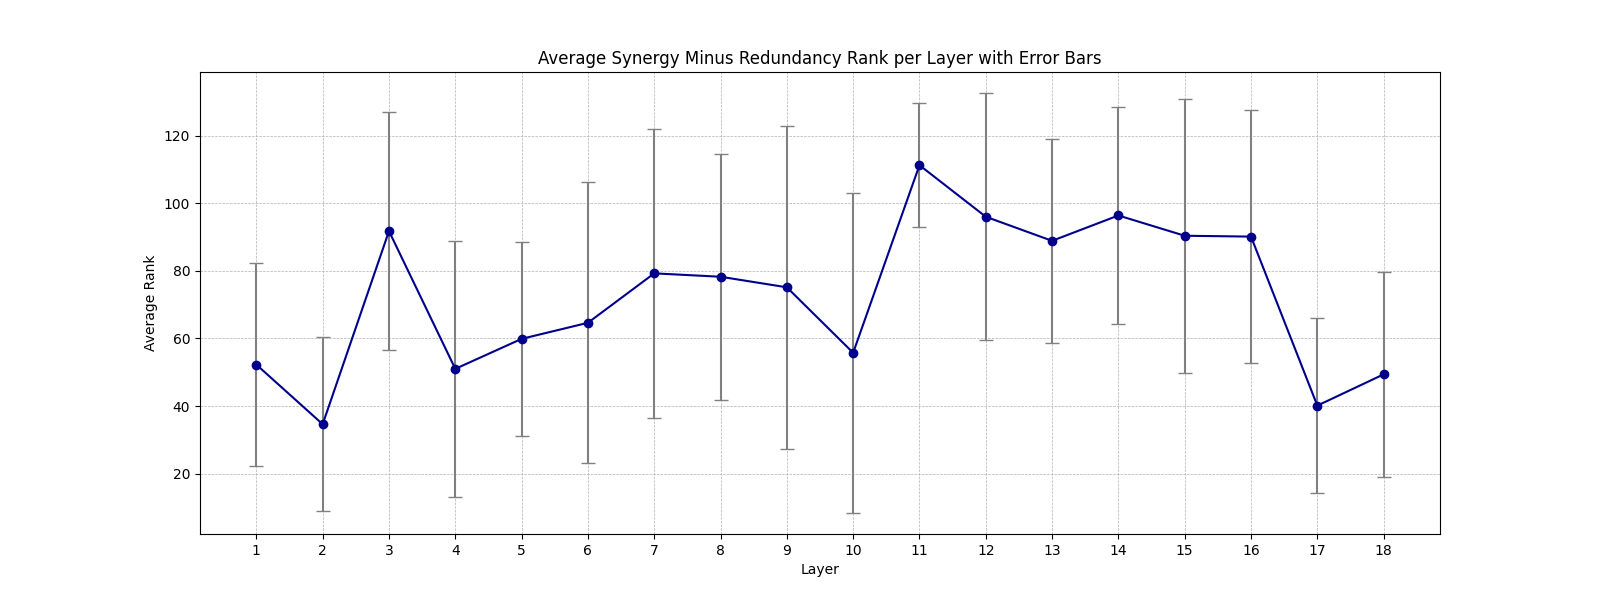 Average Synergy Minus Redundancy Rank per Layer with Error Bars
120
100
80
60
40
20
Average Rank
1 2 3 4 5 6 7 8 9 10 11 12 13 14 15 16 17 18
Layer